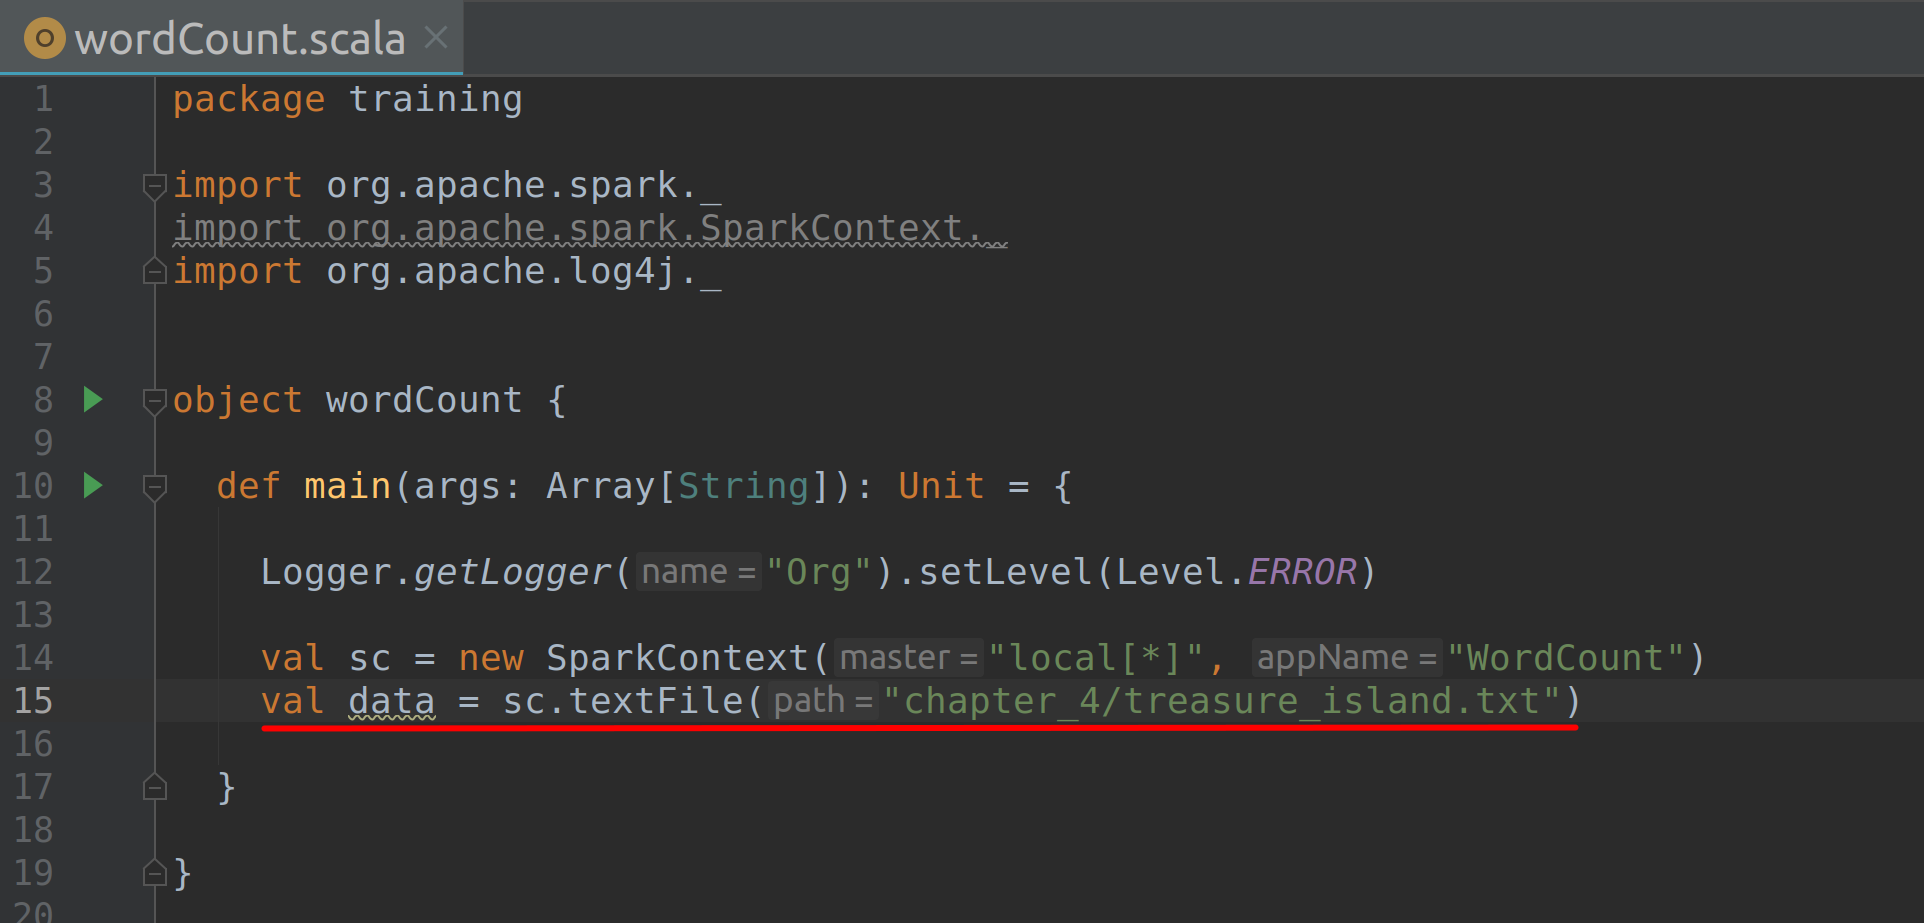 wordCount.scala
1 package training
2
3 import org.apache.spark._
4 import org.apache.spark.SparkContext._
5 import org.apache.log4j._
6
7
8 object wordCount {
9
10 def main(args: Array[String]): Unit = {
11
12 Logger.getLogger( name = "Org").setLevel(Level.ERROR)
13
14 val sc = new SparkContext( master = "local[*]", appName = "WordCount")
15 val data = sc.textFile( path = "chapter_4/treasure_island.txt")
16
17 }
18
19 }
20